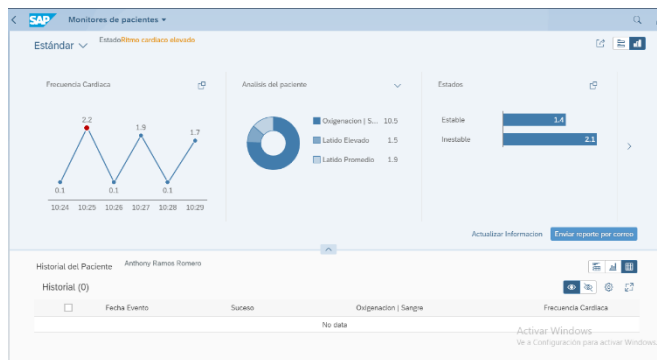 SAP Monitores de pacientes
Estándar
EstadoRitmo cardiaco elevado
Frecuencia Cardiaca
2.2
1.9
1.7
0.1
0.1
0.1
10:24 10:25 10:26 10:27 10:28 10:29
Analisis del paciente
Oxigenacion | S... 10.5
Latido Elevado 1.5
Latido Promedio 1.9
Estados
Estable 1.4
Inestable 2.1
Actualizar Informacion
Enviar reporte por correo
Historial del Paciente Anthony Ramos Romero
Historial (0)
Fecha Evento Suceso Oxigenacion | Sangre Frecuencia Cardiaca
No data
Activar Windows
Ve a Configuración para activar Windows.